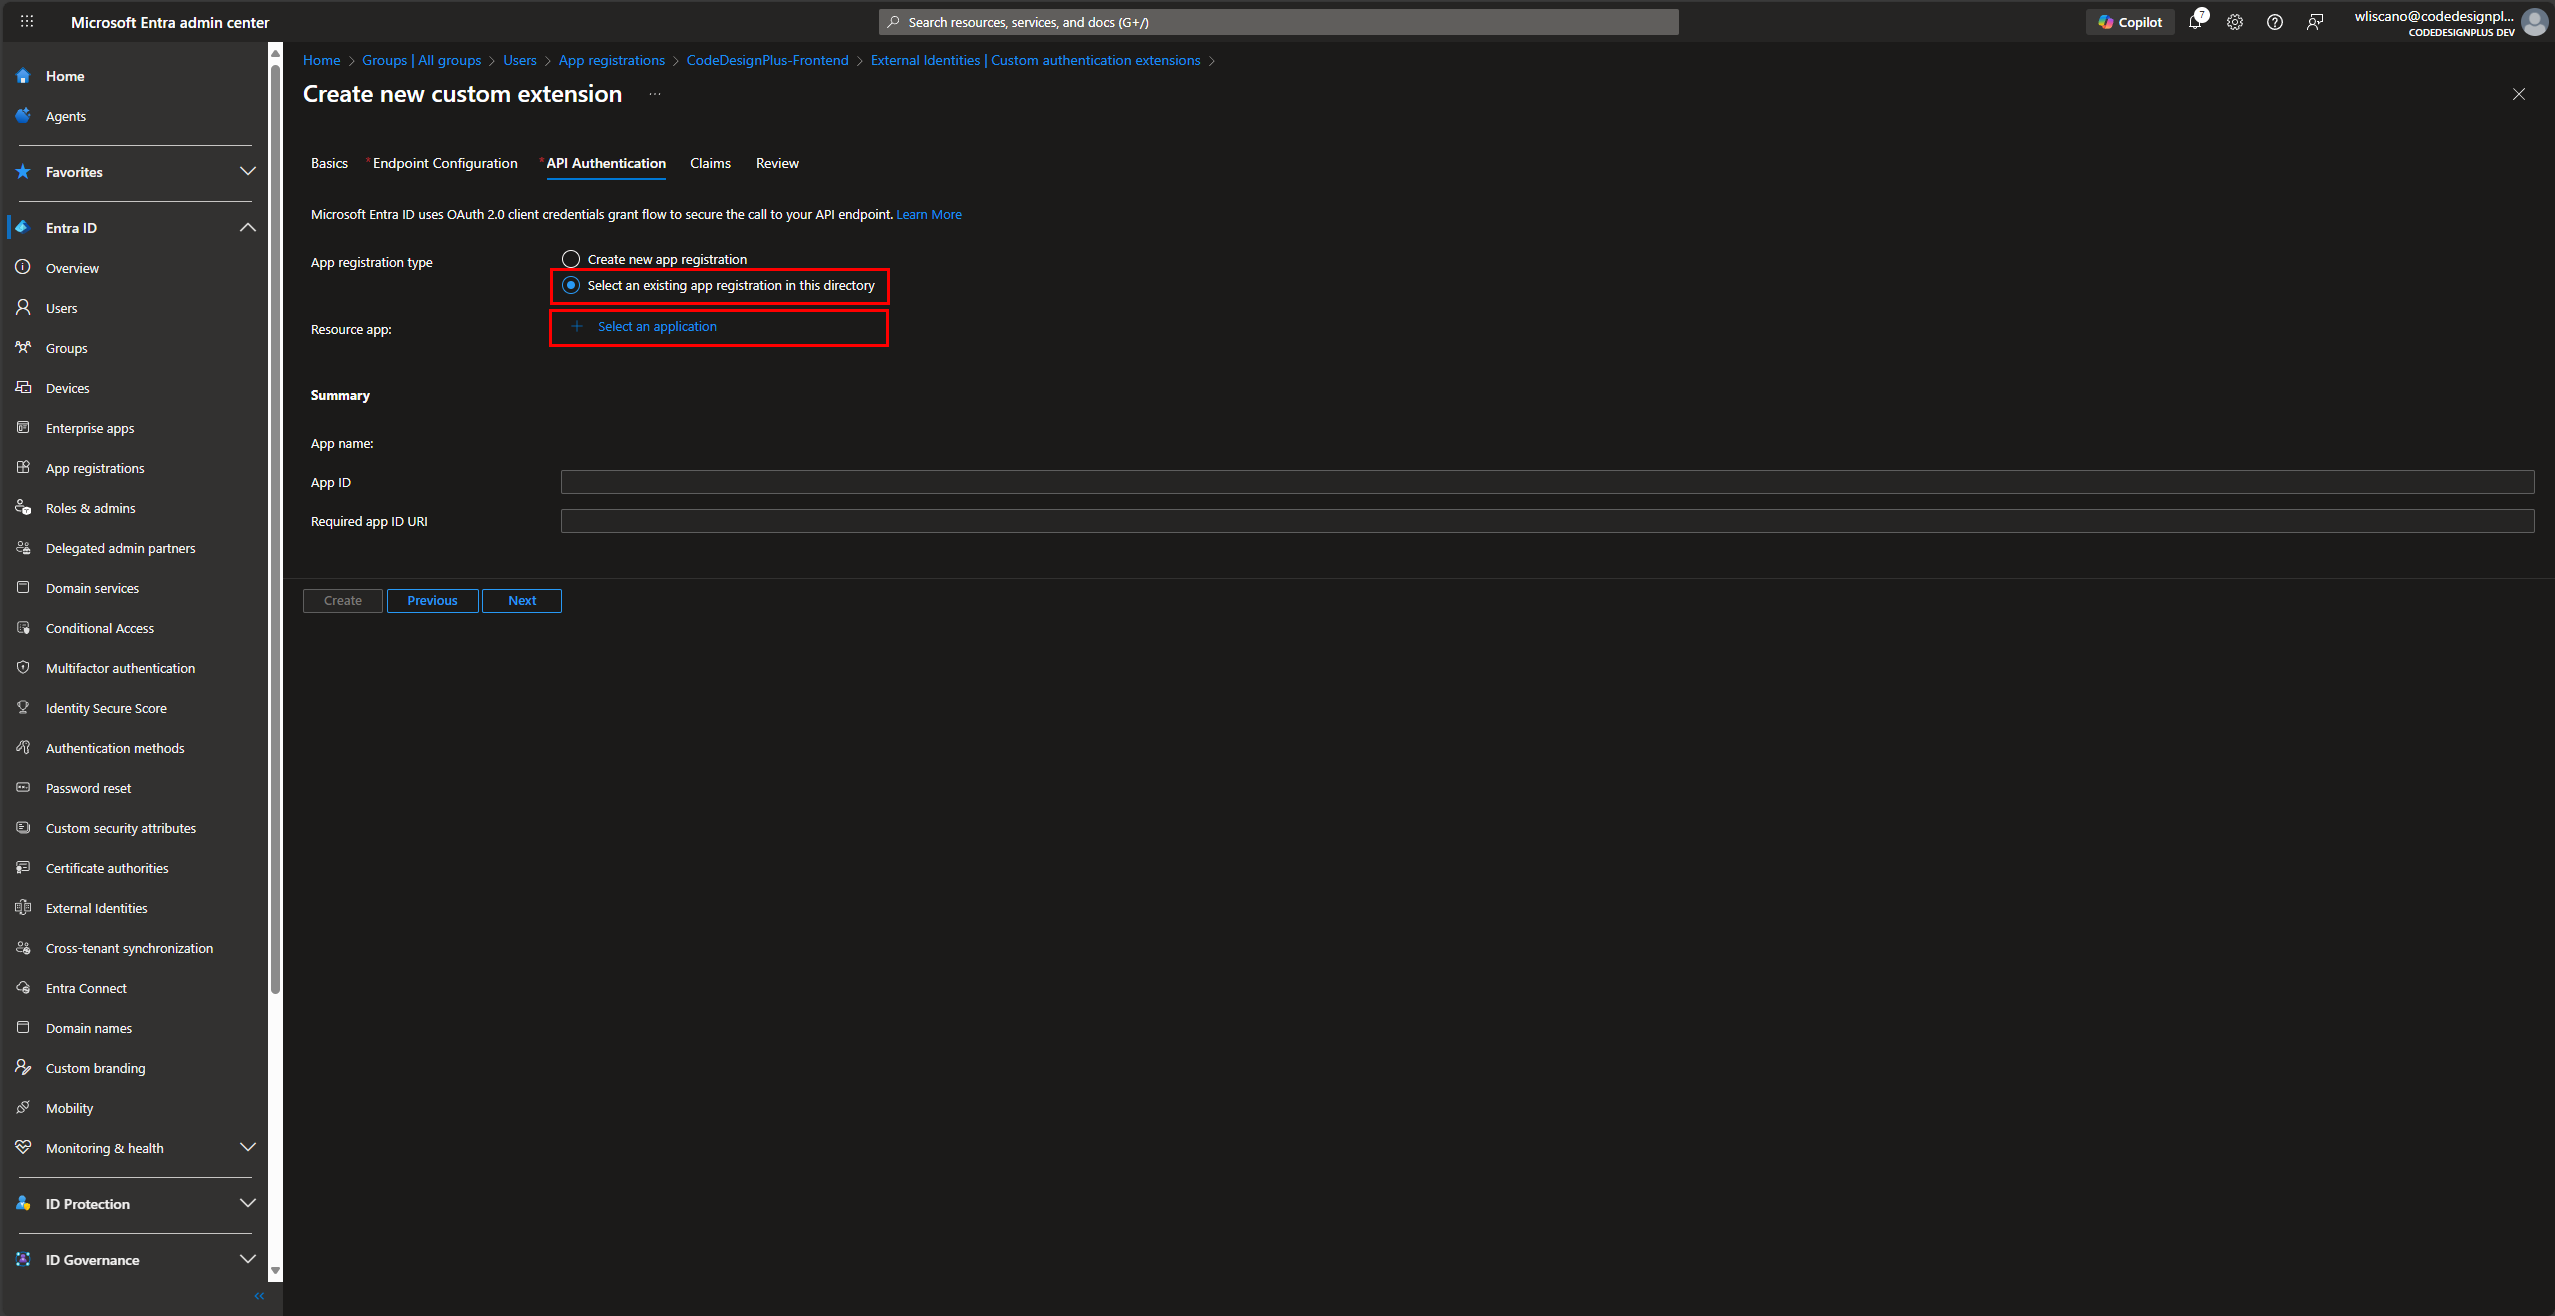 Microsoft Entra admin center
Search resources, services, and docs (G+/)
Copilot
7
wliscano@codedesignpl...
CODEDESIGNPLUS DEV
Home
Agents
Favorites
Entra ID
Overview
Users
Groups
Devices
Enterprise apps
App registrations
Roles & admins
Delegated admin partners
Domain services
Conditional Access
Multifactor authentication
Identity Secure Score
Authentication methods
Password reset
Custom security attributes
Certificate authorities
External Identities
Cross-tenant synchronization
Entra Connect
Domain names
Custom branding
Mobility
Monitoring & health
ID Protection
ID Governance
Home > Groups | All groups > Users > App registrations > CodeDesignPlus-Frontend > External Identities | Custom authentication extensions >
Create new custom extension ...
Basics * Endpoint Configuration * API Authentication Claims Review
Microsoft Entra ID uses OAuth 2.0 client credentials grant flow to secure the call to your API endpoint. Learn More
App registration type
Create new app registration
Select an existing app registration in this directory
Resource app:
+ Select an application
Summary
App name:
App ID
Required app ID URI
Create Previous Next